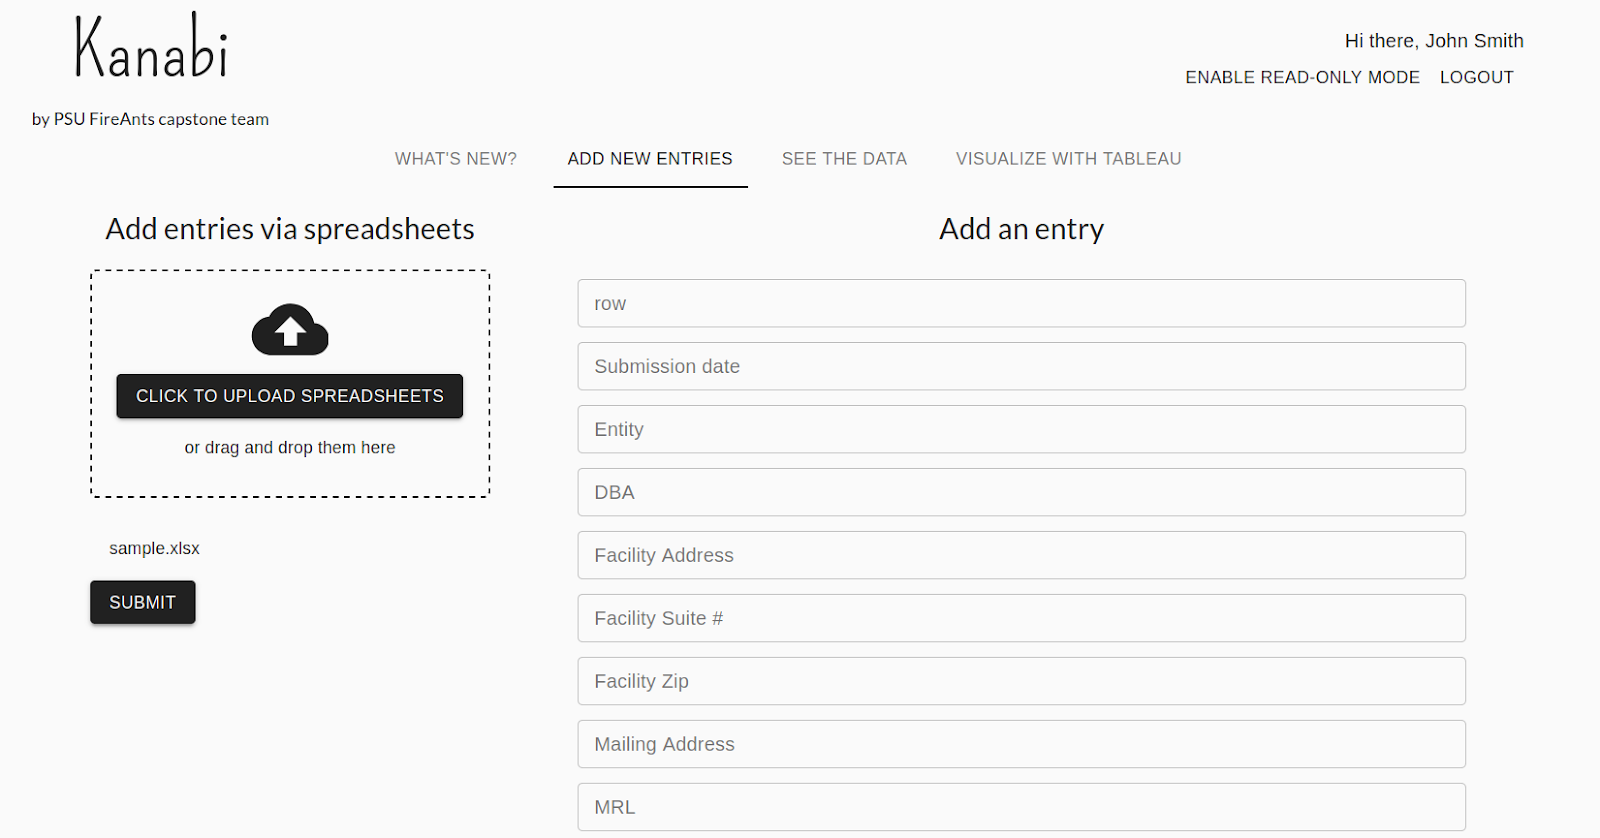 Kanabi
by PSU FireAnts capstone team
Hi there, John Smith
ENABLE READ-ONLY MODE LOGOUT
WHAT'S NEW? ADD NEW ENTRIES SEE THE DATA VISUALIZE WITH TABLEAU
Add entries via spreadsheets
CLICK TO UPLOAD SPREADSHEETS
or drag and drop them here
sample.xlsx
SUBMIT
Add an entry
row
Submission date
Entity
DBA
Facility Address
Facility Suite #
Facility Zip
Mailing Address
MRL